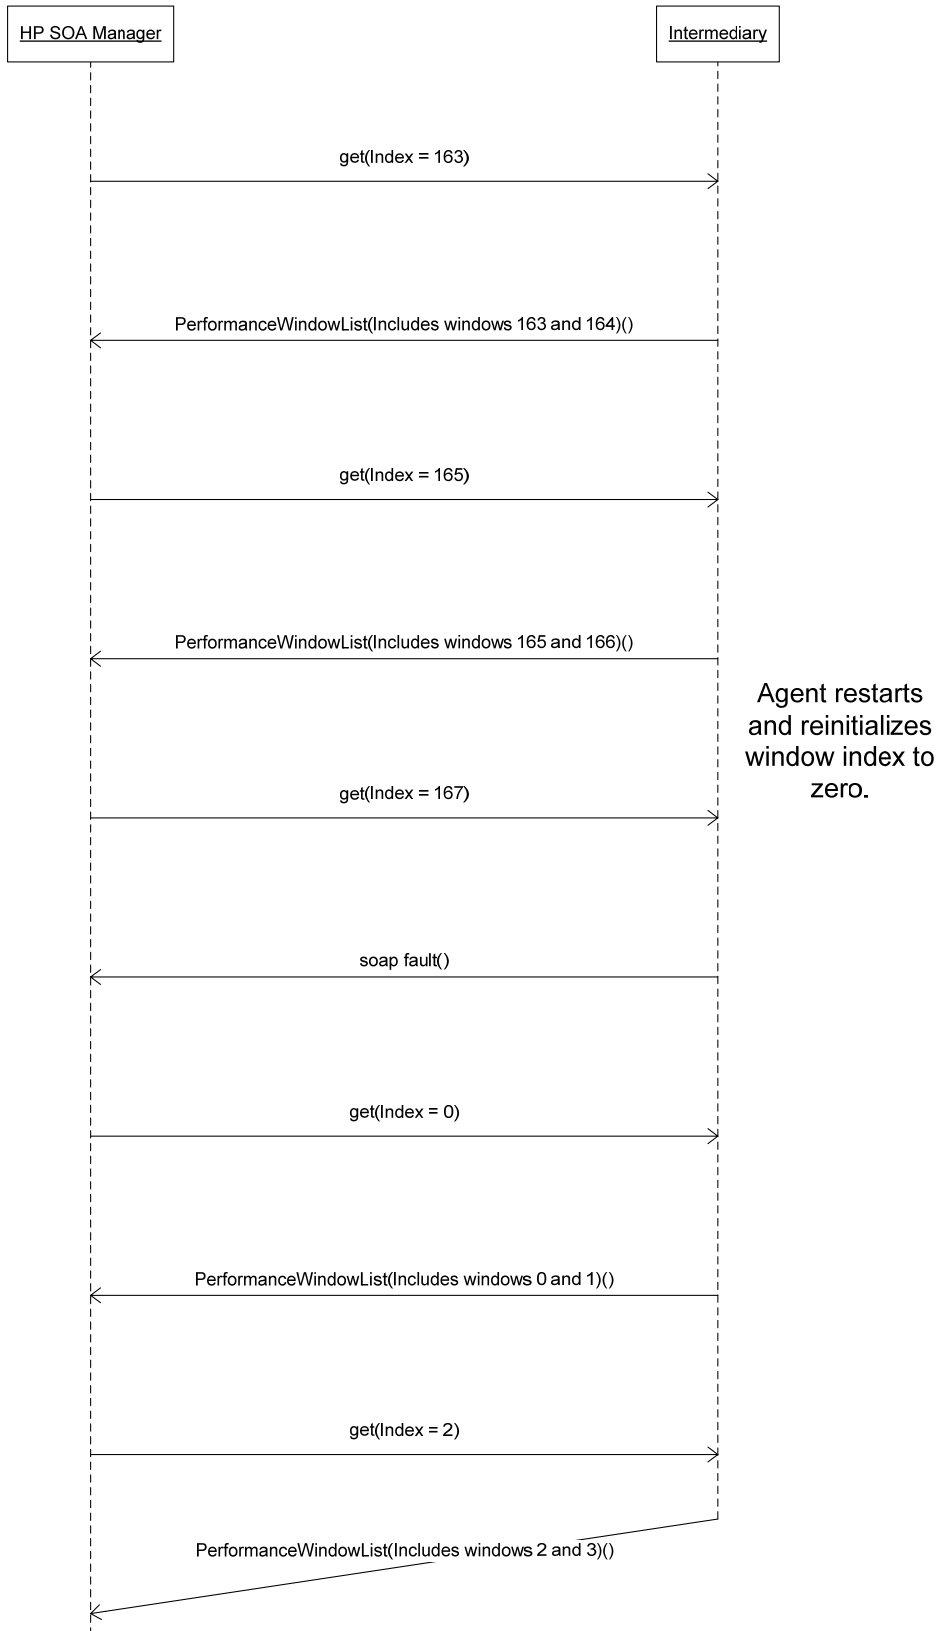 HP SOA Manager
Intermediary
get(Index = 163)
PerformanceWindowList(Includes windows 163 and 164)()
get(Index = 165)
PerformanceWindowList(Includes windows 165 and 166)()
Agent restarts
and reinitializes
window index to
zero.
get(Index = 167)
soap fault()
get(Index = 0)
PerformanceWindowList(Includes windows 0 and 1)()
get(Index = 2)
PerformanceWindowList(Includes windows 2 and 3)()